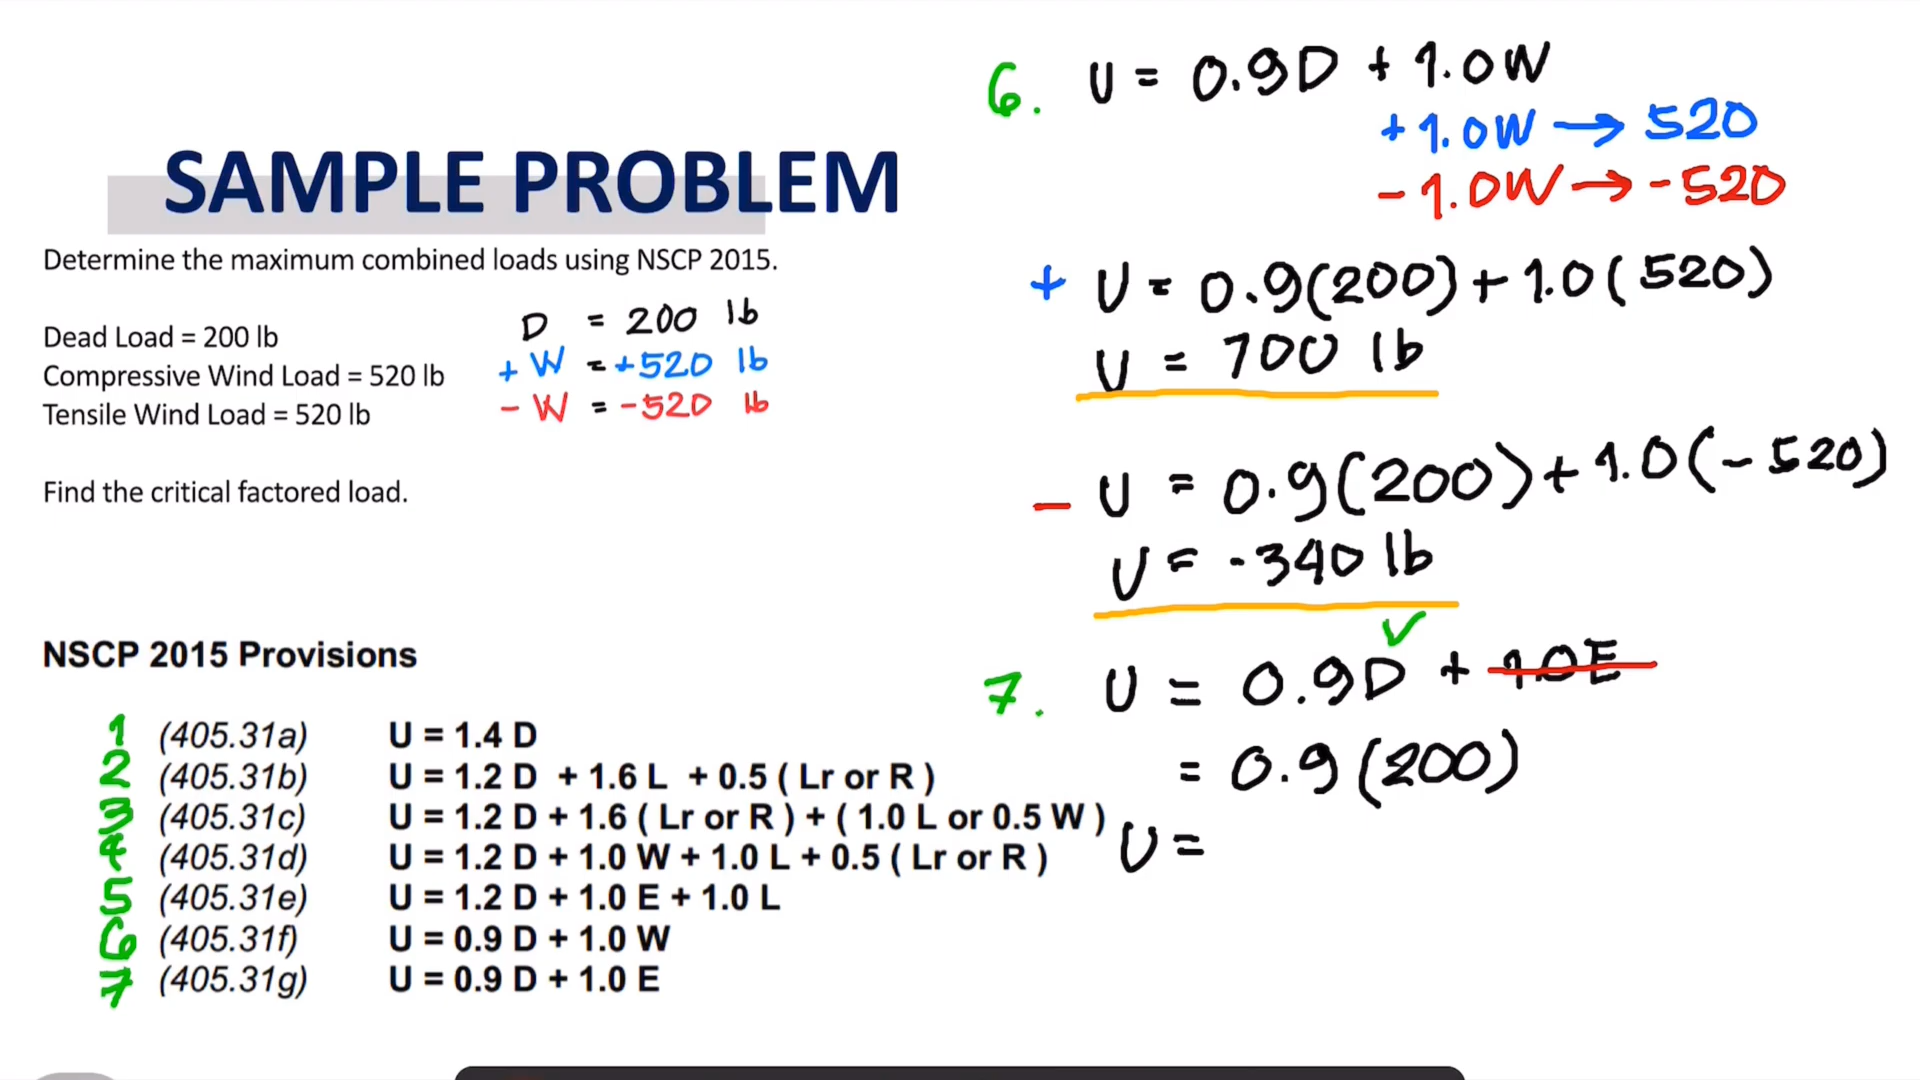 SAMPLE PROBLEM
Determine the maximum combined loads using NSCP 2015.
Dead Load = 200 lb
Compressive Wind Load = 520 lb
Tensile Wind Load = 520 lb
D = 200 lb
+ W = +520 lb
- W = -520 lb
Find the critical factored load.
NSCP 2015 Provisions
1 (405.31a) U = 1.4 D
2 (405.31b) U = 1.2 D + 1.6 L + 0.5 ( Lr or R )
3 (405.31c) U = 1.2 D + 1.6 ( Lr or R ) + ( 1.0 L or 0.5 W )
4 (405.31d) U = 1.2 D + 1.0 W + 1.0 L + 0.5 ( Lr or R )
5 (405.31e) U = 1.2 D + 1.0 E + 1.0 L
6 (405.31f) U = 0.9 D + 1.0 W
7 (405.31g) U = 0.9 D + 1.0 E
6. U = 0.9D + 1.0W
+ 1.0W → 520
- 1.0W → -520
+ U = 0.9(200) + 1.0(520)
U = 700 lb
- U = 0.9(200) + 1.0(-520)
U = -340 lb
7. U = 0.9D + 1.0E
= 0.9(200)
U =